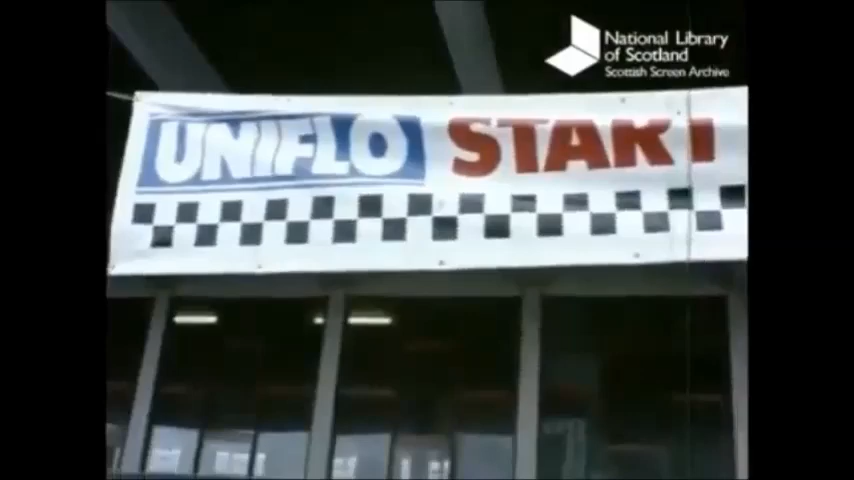 National Library
of Scotland
Scottish Screen Archive
UNIFLO START